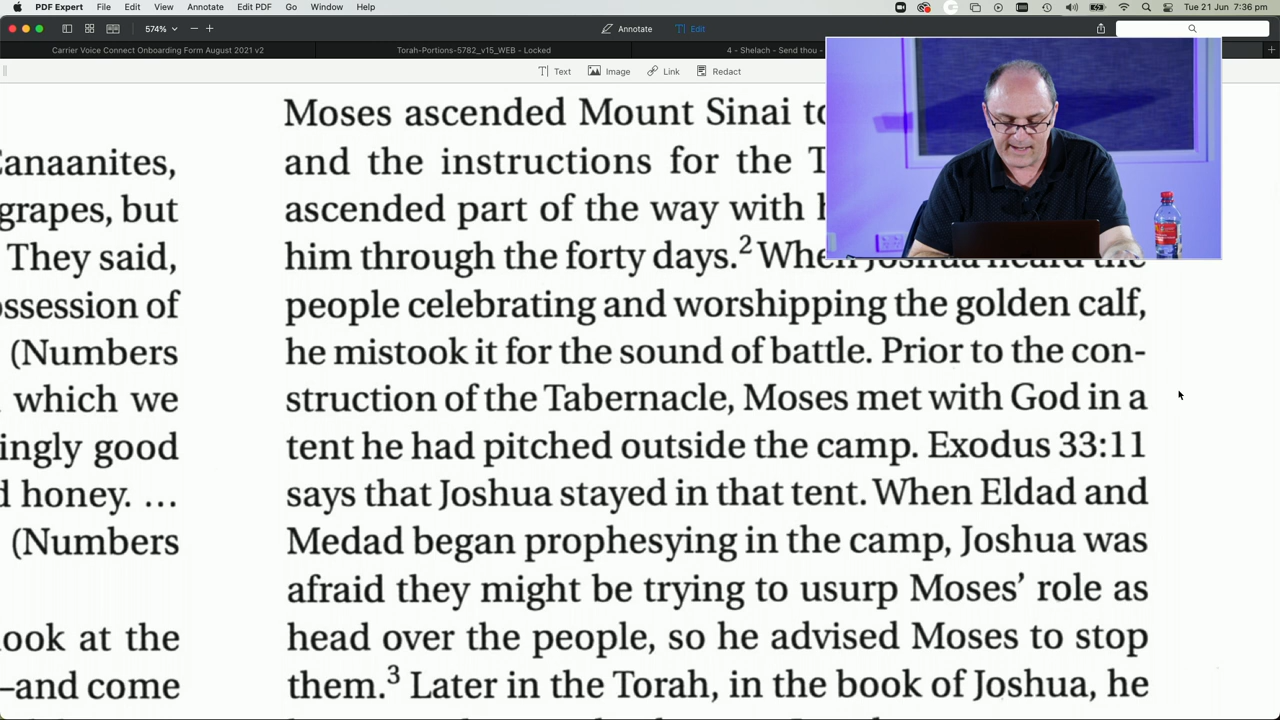 PDF Expert File Edit View Annotate Edit PDF Go Window Help Tue 21 Jun 7:36 pm
574% Annotate Edit
Carrier Voice Connect Onboarding Form August 2021 v2 Torah-Portions-5782_v15_WEB - Locked 4 - Shelach - Send thou -
Text Image Link Redact
Canaanites,
grapes, but
They said,
ossession of
(Numbers
which we
ingly good
d honey. …
(Numbers
look at the
—and come
Moses ascended Mount Sinai to
and the instructions for the T
ascended part of the way with h
him through the forty days.2 When Joshua heard the
people celebrating and worshipping the golden calf,
he mistook it for the sound of battle. Prior to the con-
struction of the Tabernacle, Moses met with God in a
tent he had pitched outside the camp. Exodus 33:11
says that Joshua stayed in that tent. When Eldad and
Medad began prophesying in the camp, Joshua was
afraid they might be trying to usurp Moses’ role as
head over the people, so he advised Moses to stop
them.3 Later in the Torah, in the book of Joshua, he